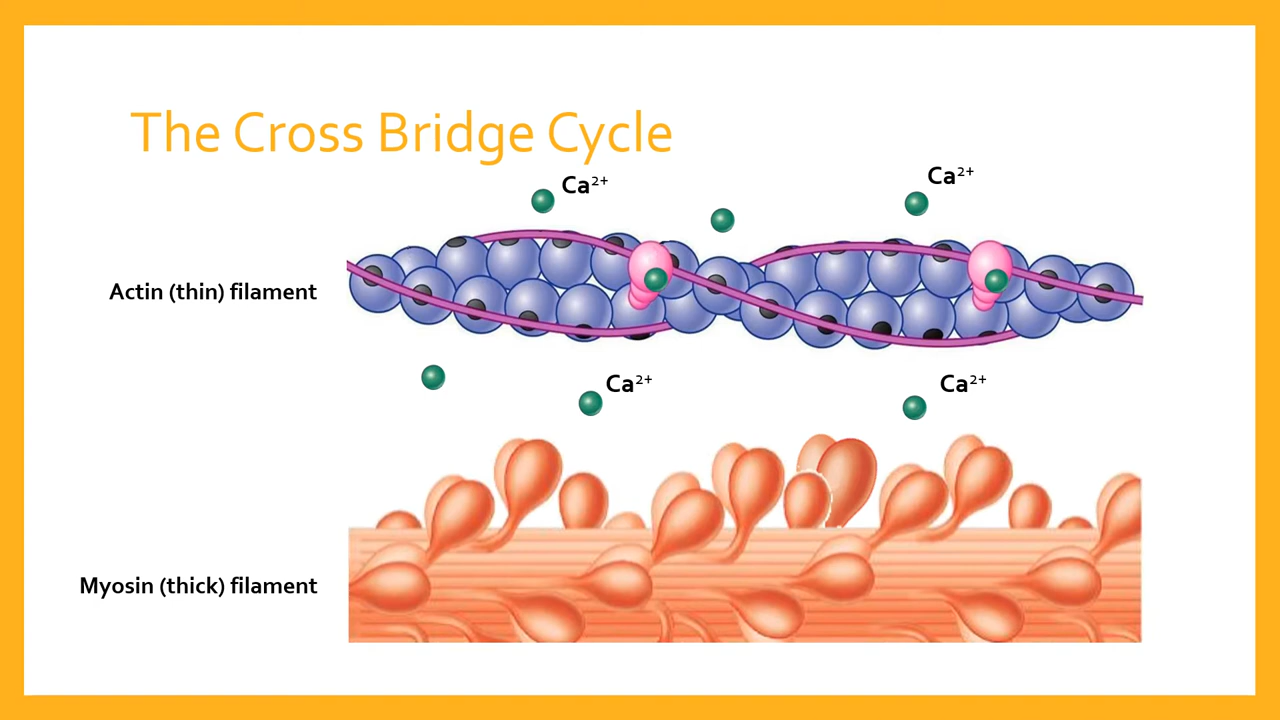 The Cross Bridge Cycle
Ca²⁺
Ca²⁺
Actin (thin) filament
Ca²⁺
Ca²⁺
Myosin (thick) filament